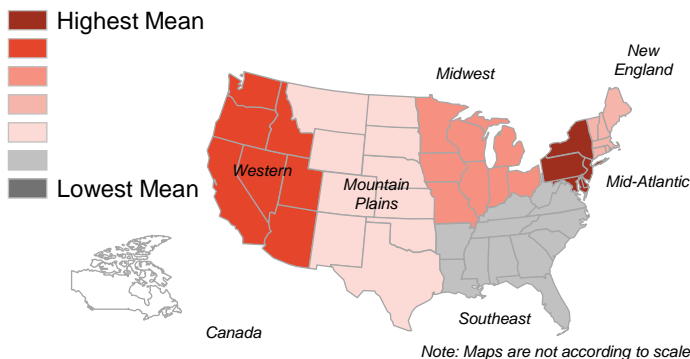 Highest Mean
New
England
Midwest
Western
Mountain
Plains
Mid-Atlantic
Lowest Mean
Southeast
Canada
Note: Maps are not according to scale